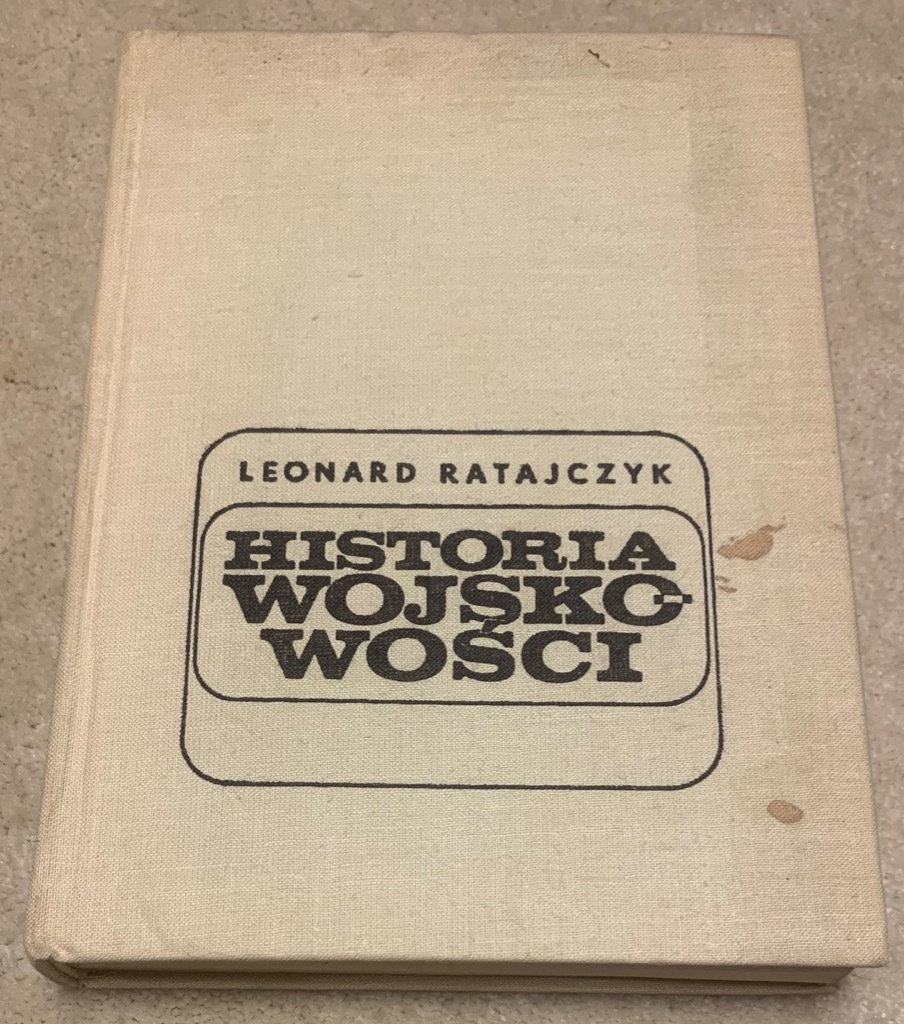 LEONARD RATAJCZYK
HISTORIA
WOJSKO-
WOŚCI